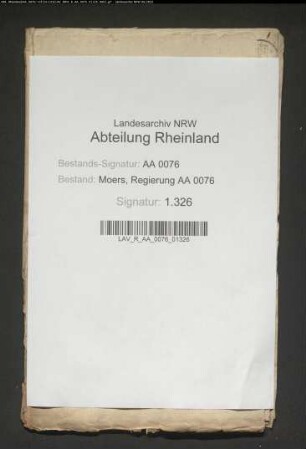 Landesarchiv NRW
Abteilung Rheinland
Bestands-Signatur: AA 0076
Bestand: Moers, Regierung AA 0076
Signatur: 1.326
LAV_R_AA_0076_01326